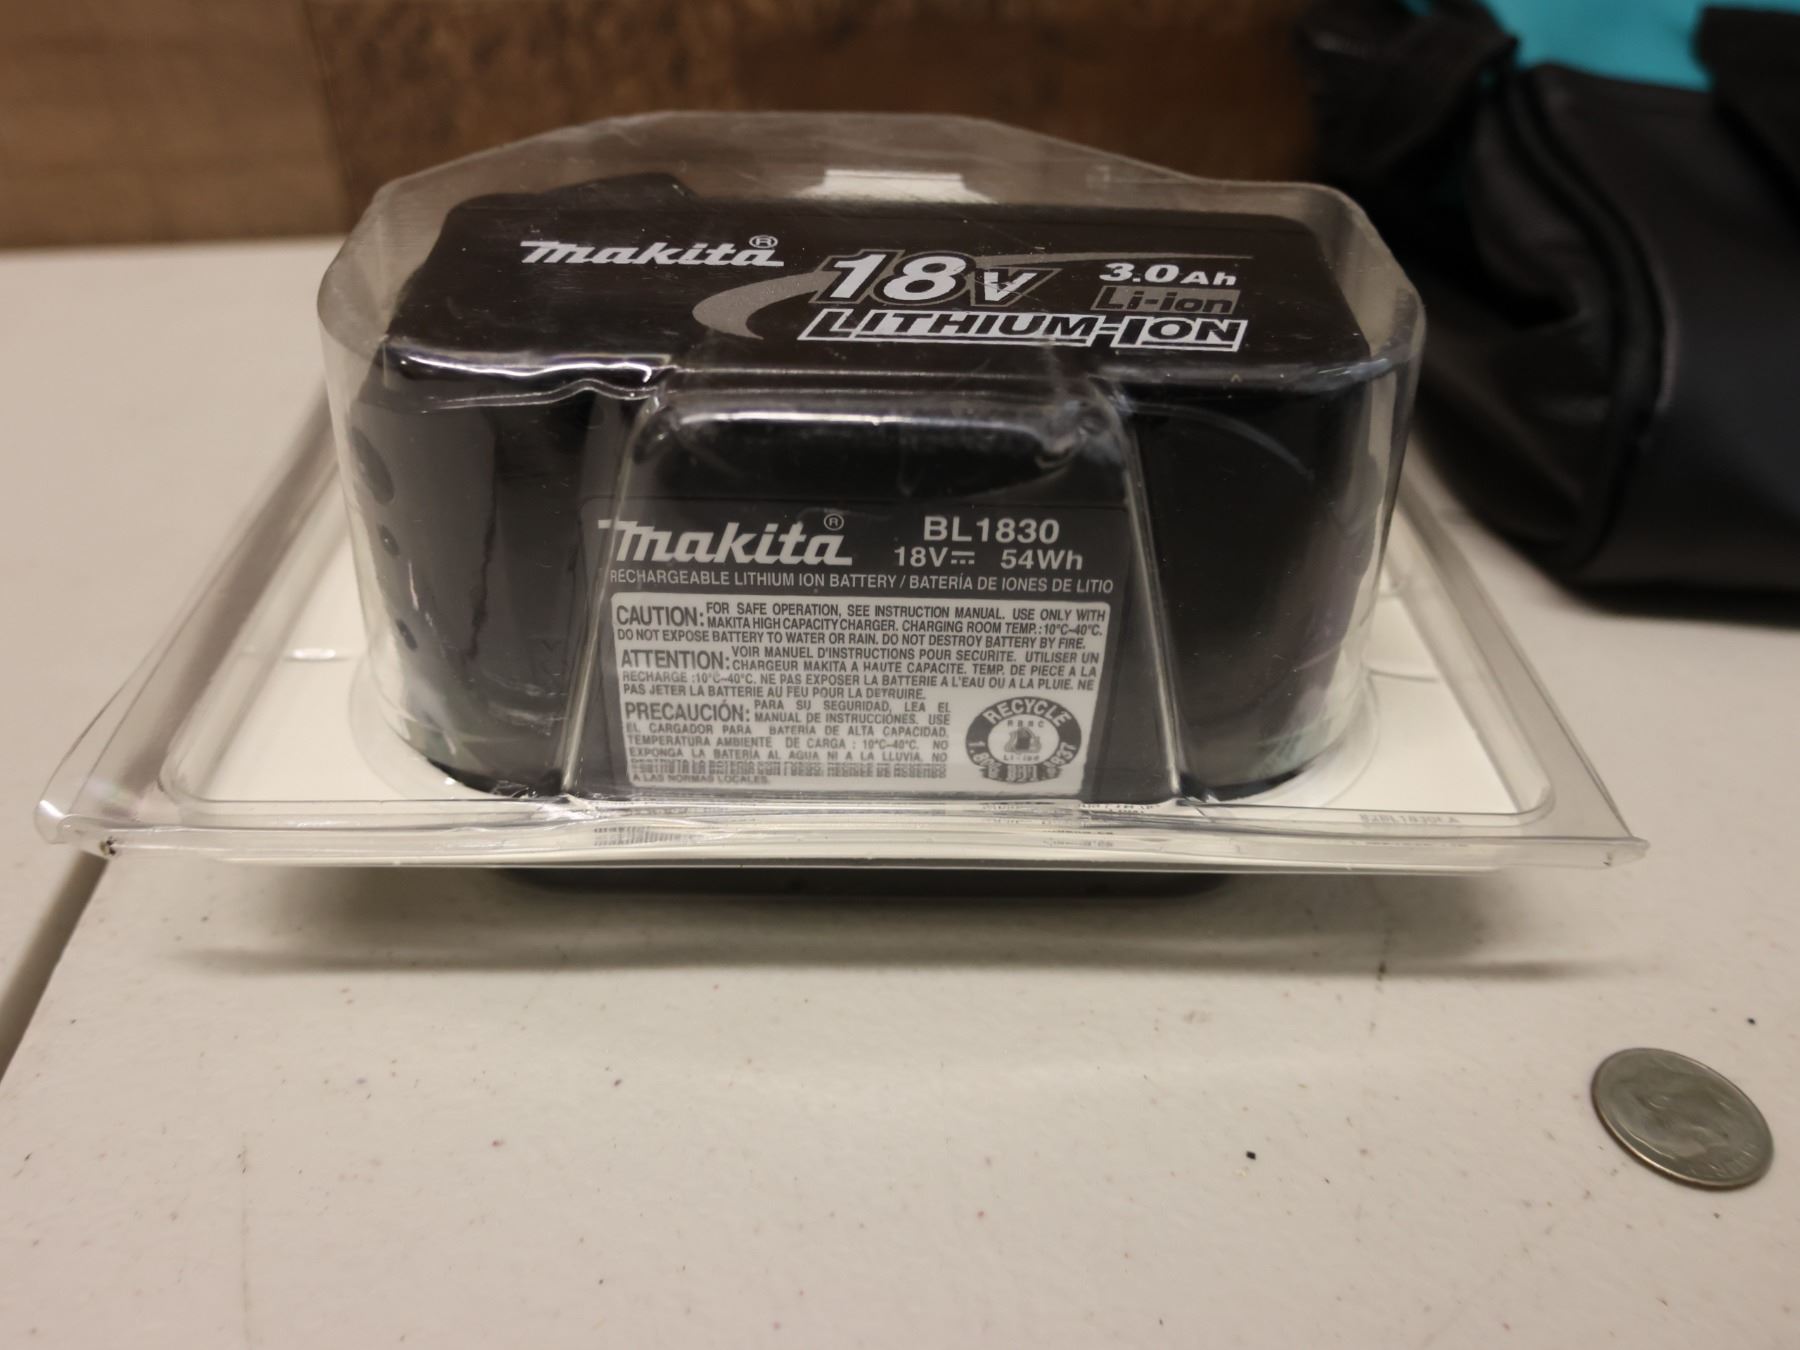 makita®
18V
3.0Ah
Li-ion
LITHIUM-ION
makita®
BL1830
18V⎓ 54Wh
RECHARGEABLE LITHIUM ION BATTERY / BATERÍA DE IONES DE LITIO
CAUTION: FOR SAFE OPERATION, SEE INSTRUCTION MANUAL. USE ONLY WITH
MAKITA HIGH CAPACITY CHARGER. CHARGING ROOM TEMP.:10°C–40°C.
DO NOT EXPOSE BATTERY TO WATER OR RAIN. DO NOT DESTROY BATTERY BY FIRE.
ATTENTION: VOIR MANUEL D'INSTRUCTIONS POUR SECURITE. UTILISER UN
CHARGEUR MAKITA A HAUTE CAPACITE. TEMP. DE PIECE A LA
RECHARGE :10°C–40°C. NE PAS EXPOSER LA BATTERIE A L'EAU OU A LA PLUIE. NE
PAS JETER LA BATTERIE AU FEU POUR LA DETRUIRE.
PRECAUCIÓN: PARA SU SEGURIDAD, LEA EL
MANUAL DE INSTRUCCIÓNES. USE
EL CARGADOR PARA BATERÍA DE ALTA CAPACIDAD.
TEMPERATURA AMBIENTE DE CARGA : 10°C–40°C. NO
EXPONGA LA BATERÍA AL AGUA NI A LA LLUVIA. NO
A LAS NORMAS LOCALES.
RECYCLE
RBRC
Li-ion